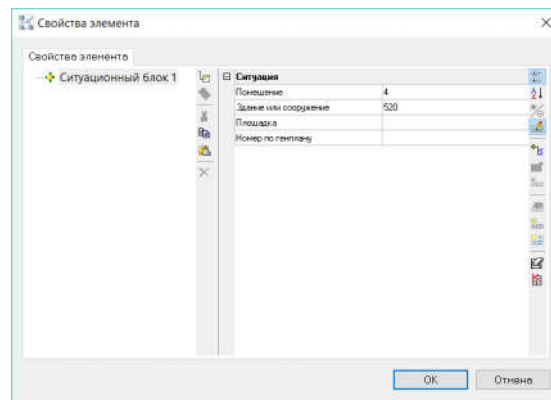 Свойства элемента
Свойства элемента
Ситуационный блок 1
Ситуация
Помещение 4
Здание или сооружение 520
Площадка
Номер по генплану
OK Отмена